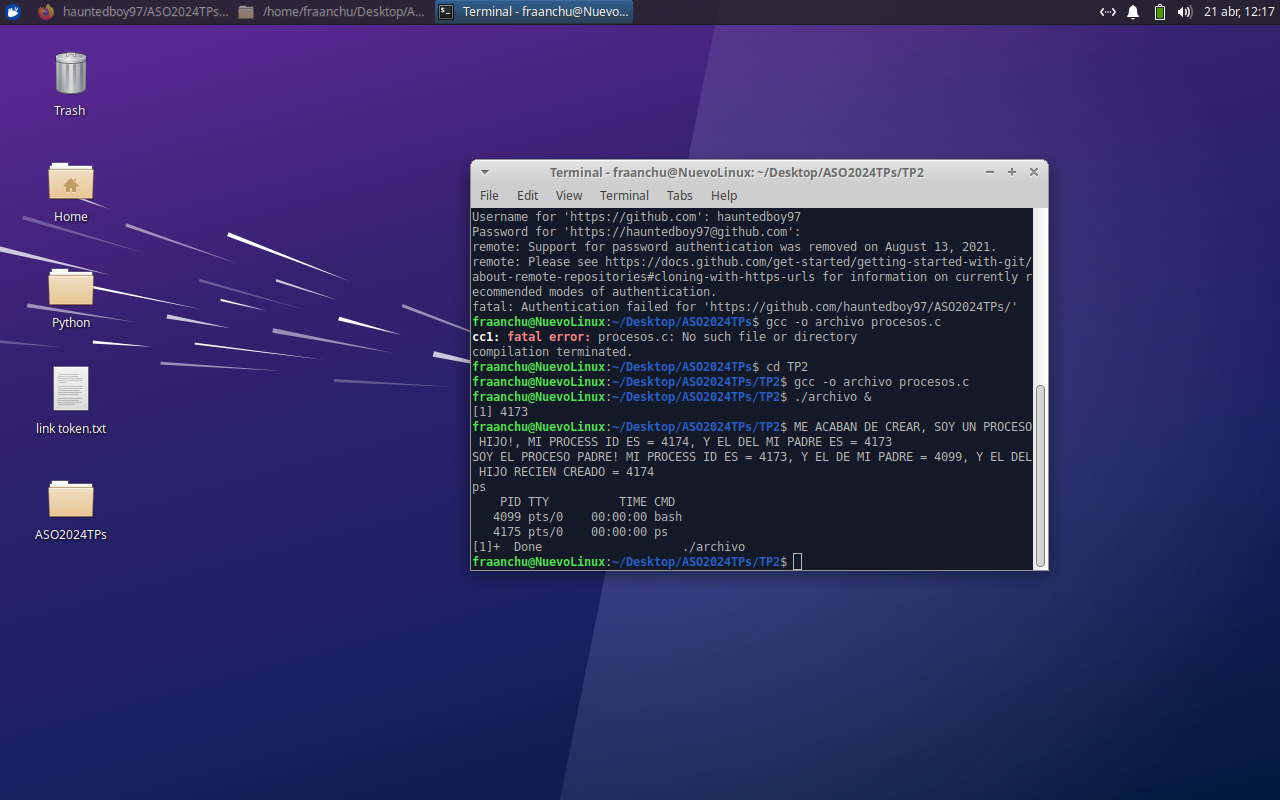 hauntedboy97/ASO2024TPs...
/home/fraanchu/Desktop/A...
Terminal - fraanchu@Nuevo...
21 abr, 12:17
Trash
Home
Python
link token.txt
ASO2024TPs
Terminal - fraanchu@NuevoLinux: ~/Desktop/ASO2024TPs/TP2
File Edit View Terminal Tabs Help
Username for 'https://github.com': hauntedboy97
Password for 'https://hauntedboy97@github.com':
remote: Support for password authentication was removed on August 13, 2021.
remote: Please see https://docs.github.com/get-started/getting-started-with-git/
about-remote-repositories#cloning-with-https-urls for information on currently r
ecommended modes of authentication.
fatal: Authentication failed for 'https://github.com/hauntedboy97/ASO2024TPs/'
fraanchu@NuevoLinux:~/Desktop/ASO2024TPs$ gcc -o archivo procesos.c
cc1: fatal error: procesos.c: No such file or directory
compilation terminated.
fraanchu@NuevoLinux:~/Desktop/ASO2024TPs$ cd TP2
fraanchu@NuevoLinux:~/Desktop/ASO2024TPs/TP2$ gcc -o archivo procesos.c
fraanchu@NuevoLinux:~/Desktop/ASO2024TPs/TP2$ ./archivo &
[1] 4173
fraanchu@NuevoLinux:~/Desktop/ASO2024TPs/TP2$ ME ACABAN DE CREAR, SOY UN PROCESO
 HIJO!, MI PROCESS ID ES = 4174, Y EL DEL MI PADRE ES = 4173
SOY EL PROCESO PADRE! MI PROCESS ID ES = 4173, Y EL DE MI PADRE = 4099, Y EL DEL
 HIJO RECIEN CREADO = 4174
ps
    PID TTY          TIME CMD
   4099 pts/0    00:00:00 bash
   4175 pts/0    00:00:00 ps
[1]+  Done                    ./archivo
fraanchu@NuevoLinux:~/Desktop/ASO2024TPs/TP2$